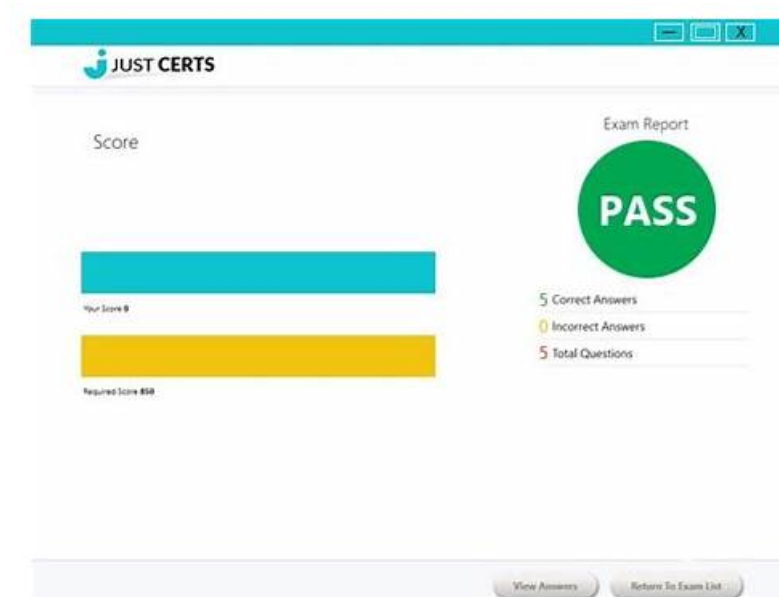 — X
JUST CERTS
Score
Exam Report
PASS
Your Score 0
Required Score 850
5 Correct Answers
0 Incorrect Answers
5 Total Questions
View Answers
Return To Exam List